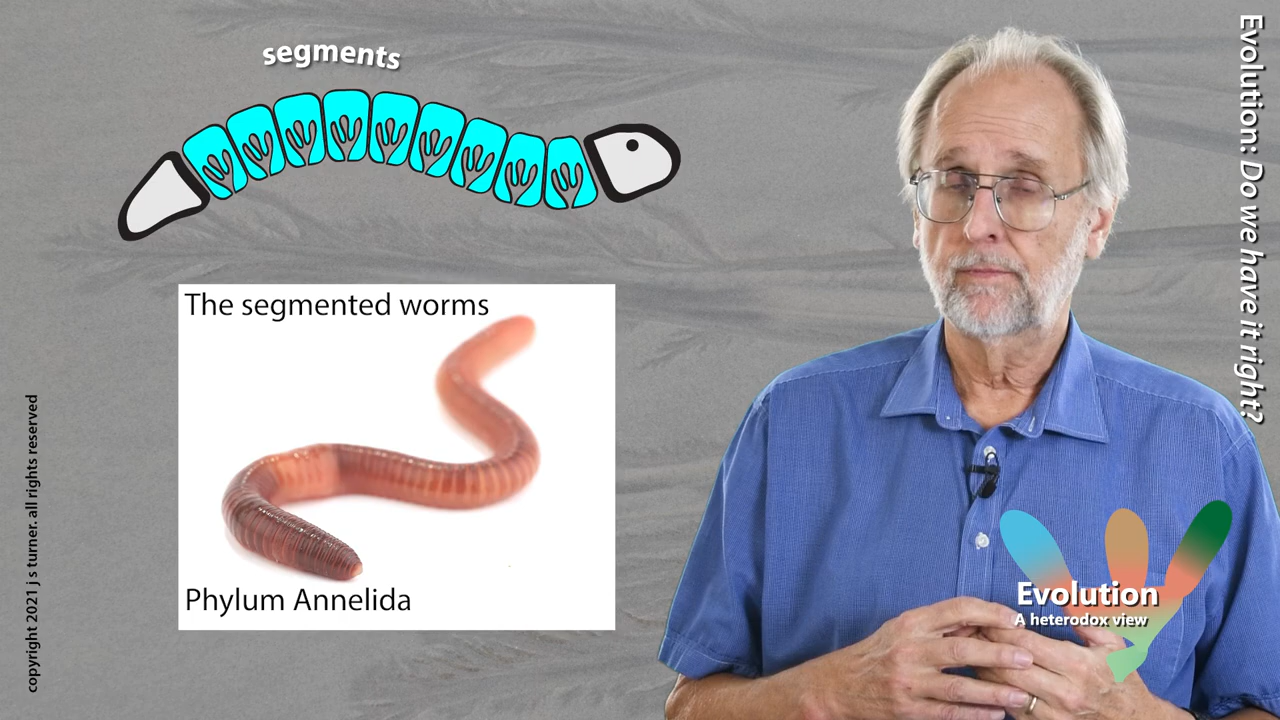 segments
The segmented worms
Phylum Annelida
Evolution: Do we have it right?
Evolution
A heterodox view
copyright 2021 j s turner. all rights reserved